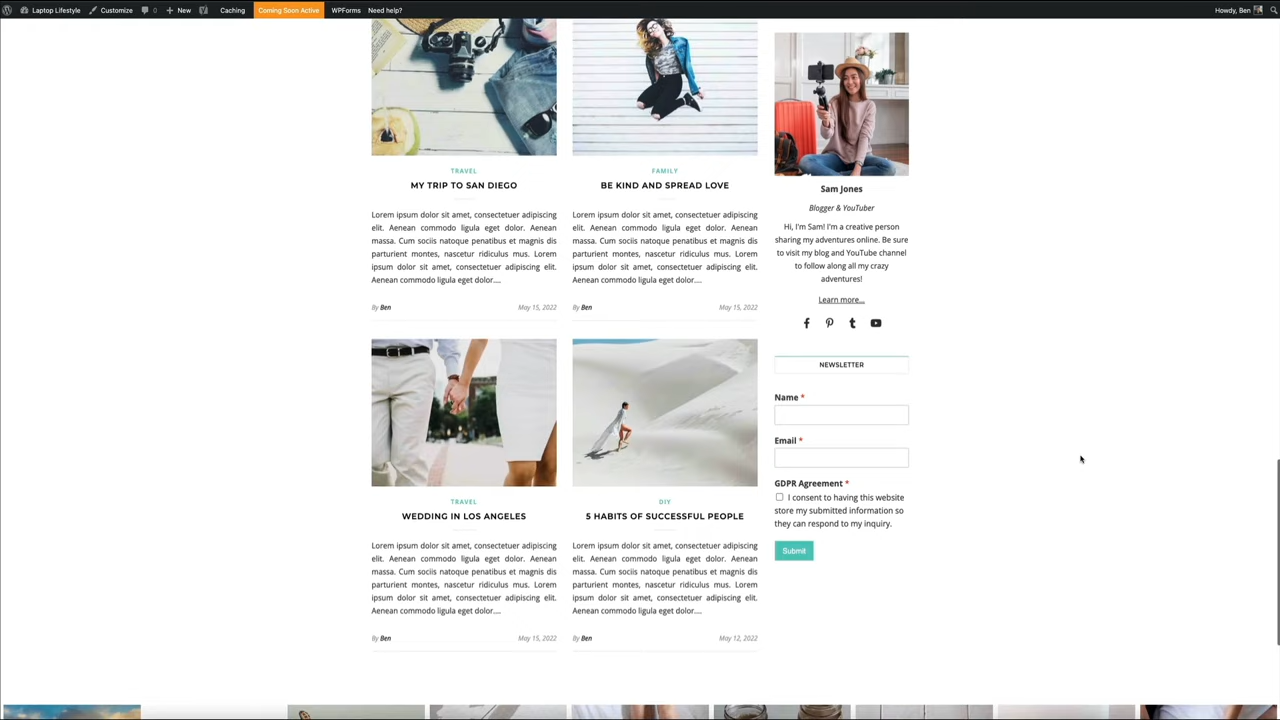 Laptop Lifestyle Customize 0 New Caching Coming Soon Active WPForms Need help? Howdy, Ben
TRAVEL
MY TRIP TO SAN DIEGO
Lorem ipsum dolor sit amet, consectetuer adipiscing
elit. Aenean commodo ligula eget dolor. Aenean
massa. Cum sociis natoque penatibus et magnis dis
parturient montes, nascetur ridiculus mus. Lorem
ipsum dolor sit amet, consectetuer adipiscing elit.
Aenean commodo ligula eget dolor....
By Ben May 15, 2022
FAMILY
BE KIND AND SPREAD LOVE
Lorem ipsum dolor sit amet, consectetuer adipiscing
elit. Aenean commodo ligula eget dolor. Aenean
massa. Cum sociis natoque penatibus et magnis dis
parturient montes, nascetur ridiculus mus. Lorem
ipsum dolor sit amet, consectetuer adipiscing elit.
Aenean commodo ligula eget dolor....
By Ben May 15, 2022
TRAVEL
WEDDING IN LOS ANGELES
Lorem ipsum dolor sit amet, consectetuer adipiscing
elit. Aenean commodo ligula eget dolor. Aenean
massa. Cum sociis natoque penatibus et magnis dis
parturient montes, nascetur ridiculus mus. Lorem
ipsum dolor sit amet, consectetuer adipiscing elit.
Aenean commodo ligula eget dolor....
By Ben May 15, 2022
DIY
5 HABITS OF SUCCESSFUL PEOPLE
Lorem ipsum dolor sit amet, consectetuer adipiscing
elit. Aenean commodo ligula eget dolor. Aenean
massa. Cum sociis natoque penatibus et magnis dis
parturient montes, nascetur ridiculus mus. Lorem
ipsum dolor sit amet, consectetuer adipiscing elit.
Aenean commodo ligula eget dolor....
By Ben May 12, 2022
Sam Jones
Blogger & YouTuber
Hi, I'm Sam! I'm a creative person
sharing my adventures online. Be sure
to visit my blog and YouTube channel
to follow along all my crazy
adventures!
Learn more...
NEWSLETTER
Name *
Email *
GDPR Agreement *
I consent to having this website
store my submitted information so
they can respond to my inquiry.
Submit